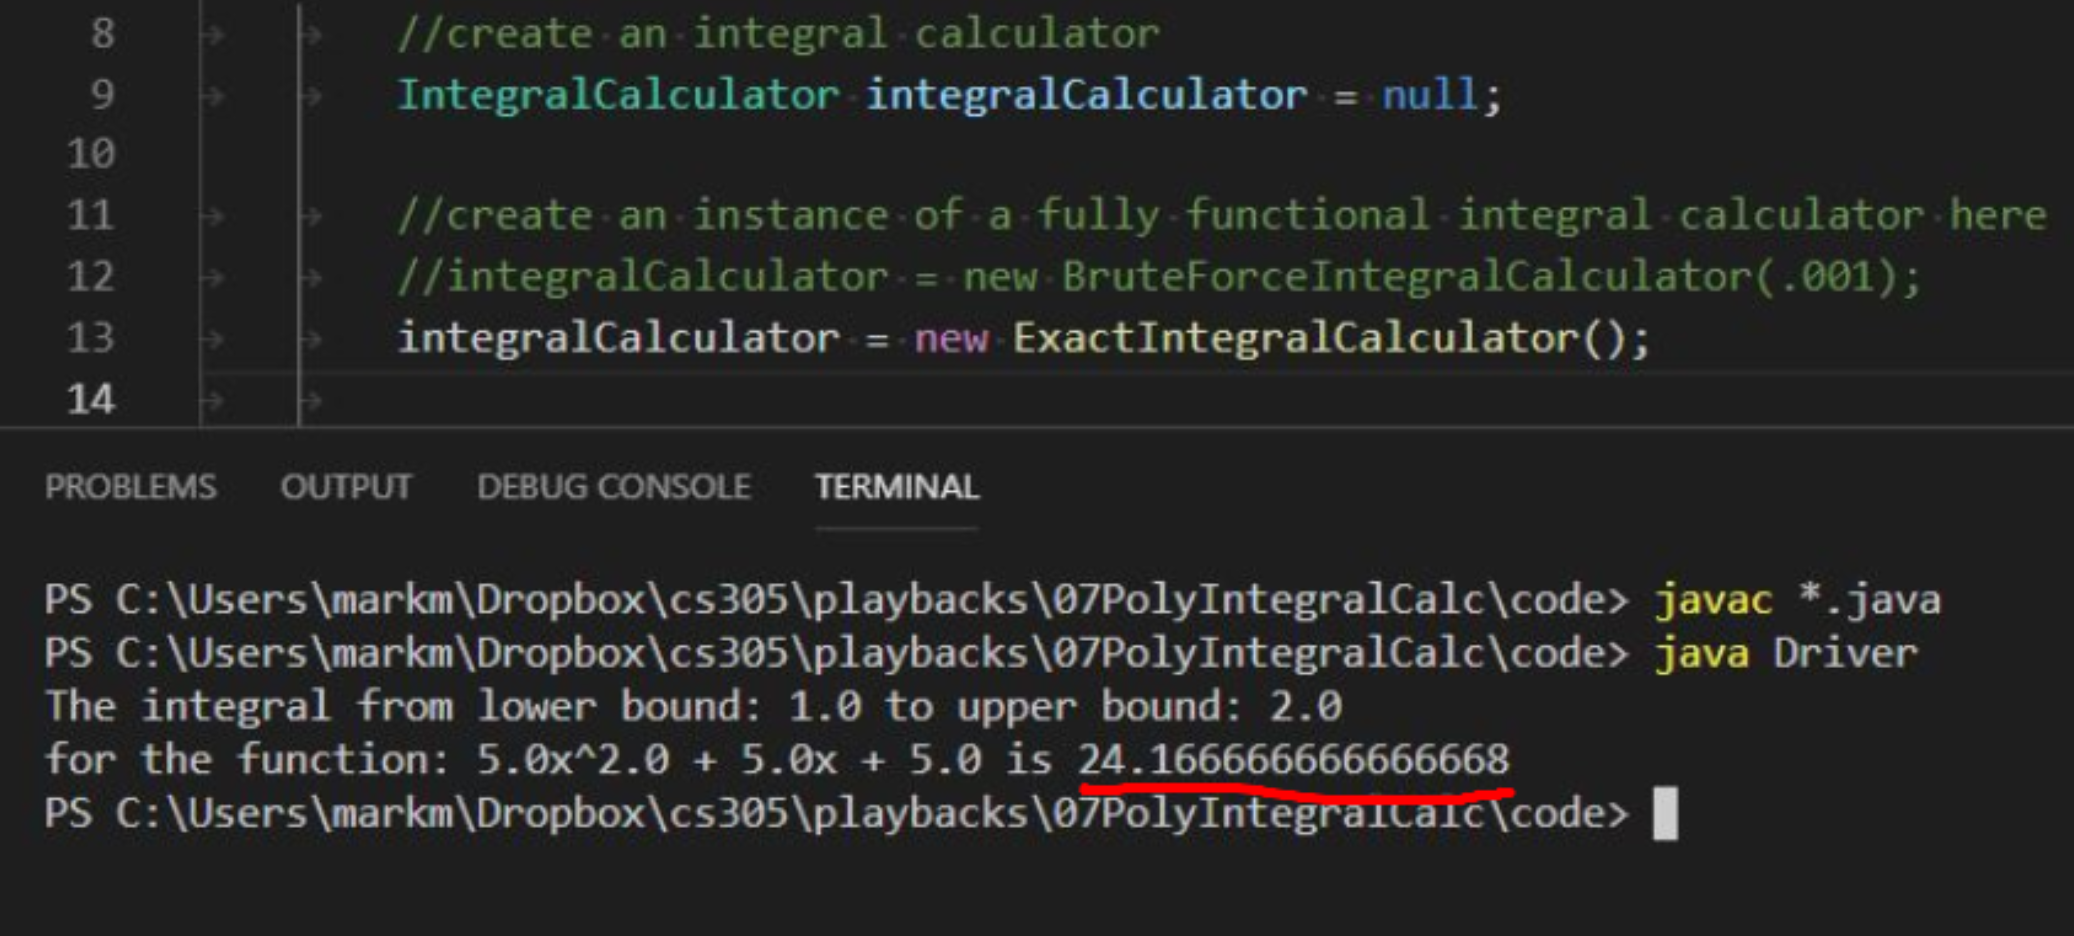 8 //create an integral calculator
9 IntegralCalculator integralCalculator = null;
10
11 //create an instance of a fully functional integral calculator here
12 //integralCalculator = new BruteForceIntegralCalculator(.001);
13 integralCalculator = new ExactIntegralCalculator();
14
PROBLEMS OUTPUT DEBUG CONSOLE TERMINAL
PS C:\Users\markm\Dropbox\cs305\playbacks\07PolyIntegralCalc\code> javac *.java
PS C:\Users\markm\Dropbox\cs305\playbacks\07PolyIntegralCalc\code> java Driver
The integral from lower bound: 1.0 to upper bound: 2.0
for the function: 5.0x^2.0 + 5.0x + 5.0 is 24.166666666666668
PS C:\Users\markm\Dropbox\cs305\playbacks\07PolyIntegralCalc\code>